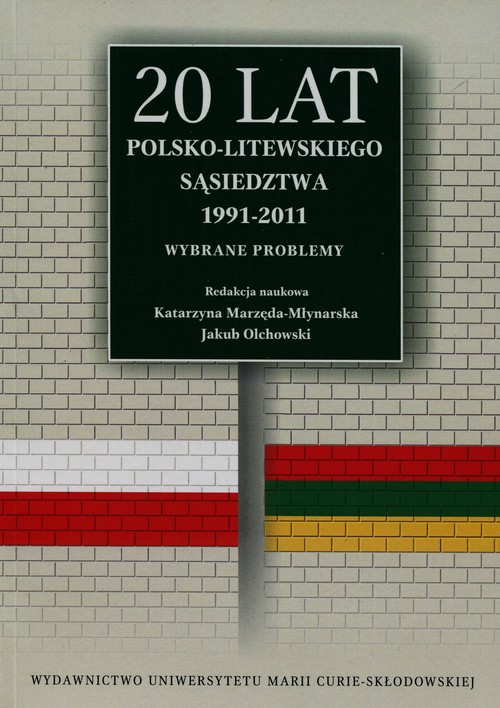 20 LAT
POLSKO-LITEWSKIEGO
SĄSIEDZTWA
1991-2011
WYBRANE PROBLEMY
Redakcja naukowa
Katarzyna Marzęda-Młynarska
Jakub Olchowski
WYDAWNICTWO UNIWERSYTETU MARII CURIE-SKŁODOWSKIEJ